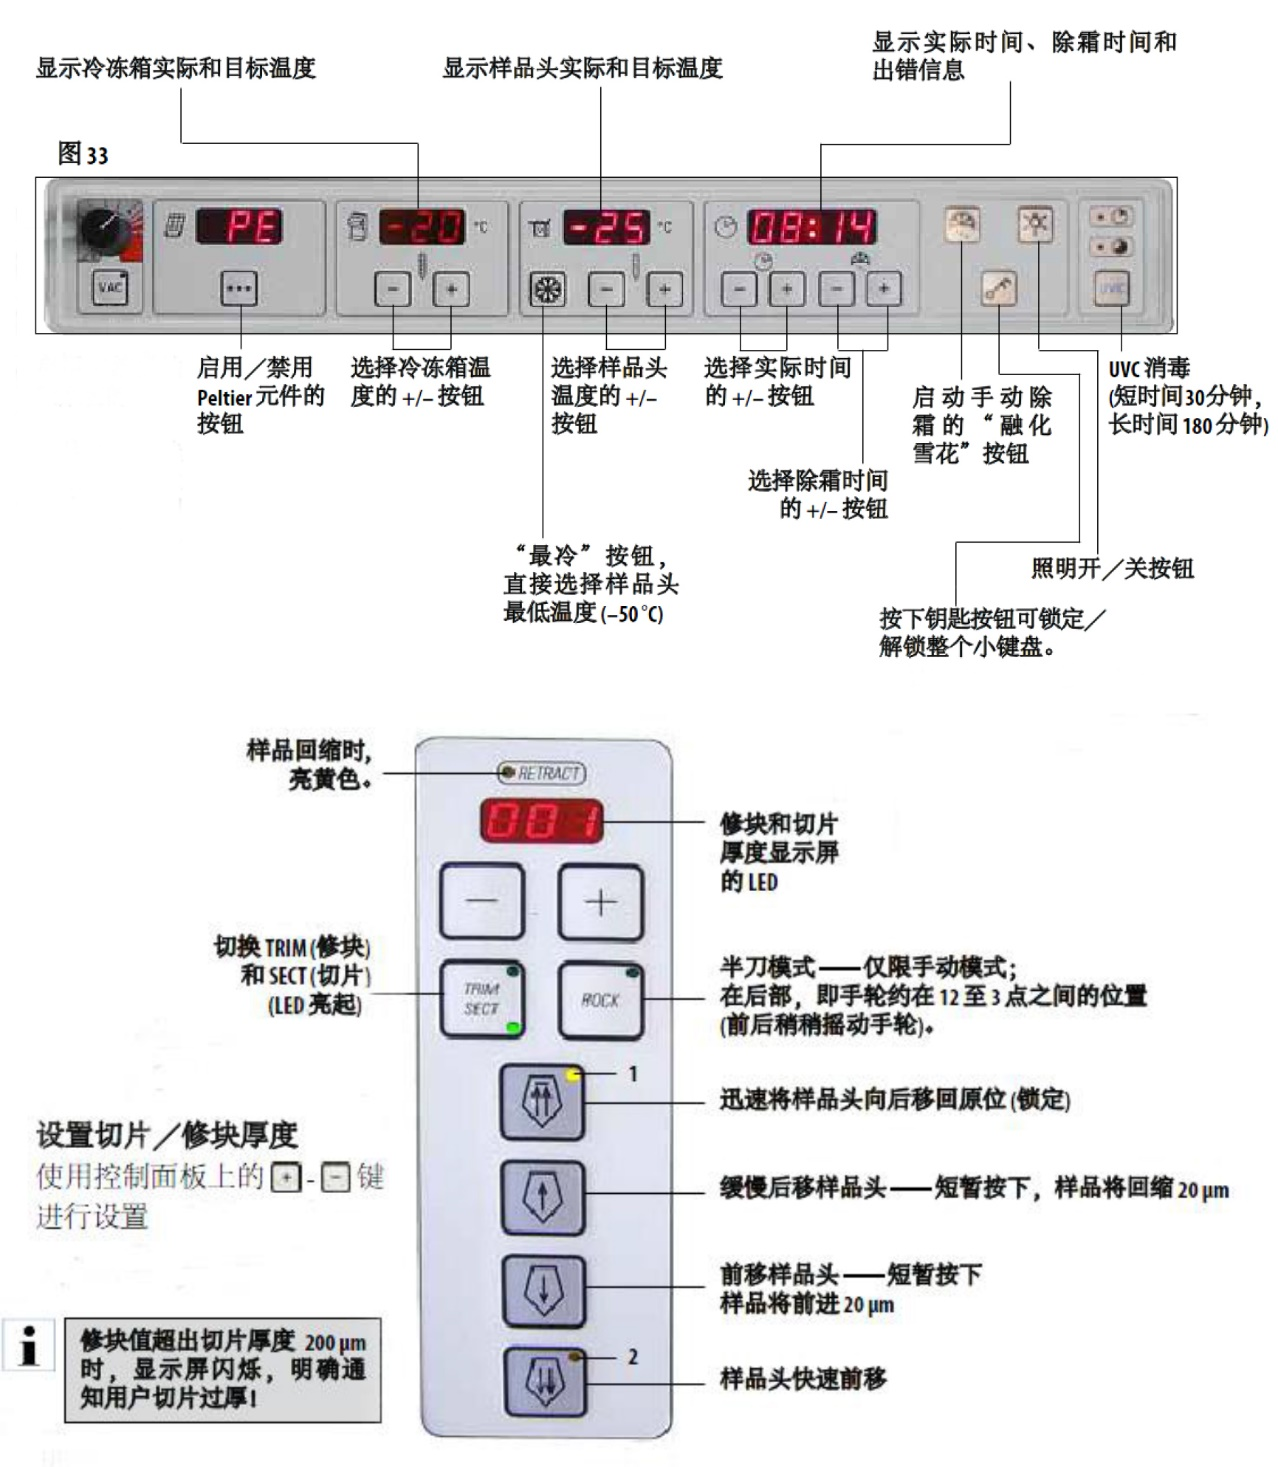 显示冷冻箱实际和目标温度
显示样品头实际和目标温度
显示实际时间、除霜时间和
出错信息
图 33
VAC
PE
-20 °C
-25 °C
08:14
UVC
启用／禁用
Peltier 元件的
按钮
选择冷冻箱温
度的 +/– 按钮
选择样品头
温度的 +/–
按钮
选择实际时间
的 +/– 按钮
选择除霜时间
的 +/– 按钮
启动手动除
霜的“融化
雪花”按钮
UVC 消毒
(短时间30分钟，
长时间 180 分钟)
“最冷”按钮，
直接选择样品头
最低温度 (–50 °C)
照明开／关按钮
按下钥匙按钮可锁定／
解锁整个小键盘。
样品回缩时，
亮黄色。
RETRACT
001
修块和切片
厚度显示屏
的 LED
切换 TRIM (修块)
和 SECT (切片)
(LED 亮起)
TRIM
SECT
ROCK
半刀模式——仅限手动模式；
在后部，即手轮约在 12 至 3 点之间的位置
(前后稍稍摇动手轮)。
1
迅速将样品头向后移回原位 (锁定)
设置切片／修块厚度
使用控制面板上的 + - - 键
进行设置
缓慢后移样品头——短暂按下，样品将回缩 20 µm
前移样品头——短暂按下
样品将前进 20 µm
i
修块值超出切片厚度 200 µm
时，显示屏闪烁，明确通
知用户切片过厚！
2
样品头快速前移